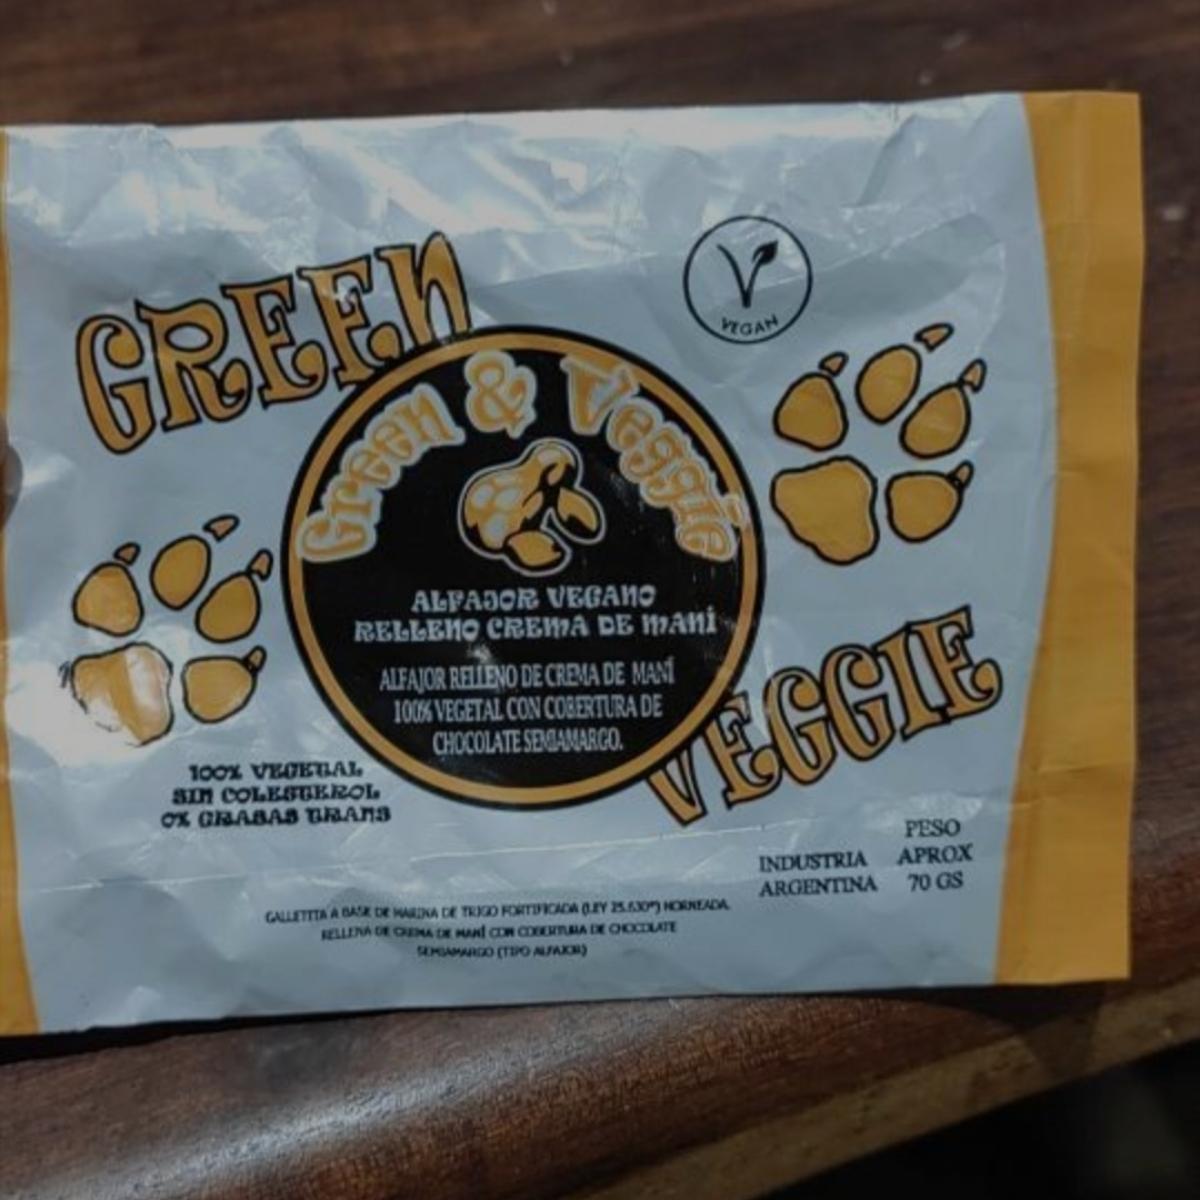 GREEN
VEGAN
Green & Veggie
ALFAJOR VEGANO
RELLENO CREMA DE MANÍ
ALFAJOR RELLENO DE CREMA DE MANÍ
100% VEGETAL CON COBERTURA DE
CHOCOLATE SEMIAMARGO.
VEGGIE
100% VEGETAL
SIN COLESTEROL
0% GRASAS TRANS
INDUSTRIA
ARGENTINA
PESO
APROX
70 GS
GALLETITA A BASE DE HARINA DE TRIGO FORTIFICADA (LEY 25.630°) HORNEADA.
RELLENA DE CREMA DE MANÍ CON COBERTURA DE CHOCOLATE
SEMIAMARGO (TIPO ALFAJOR)